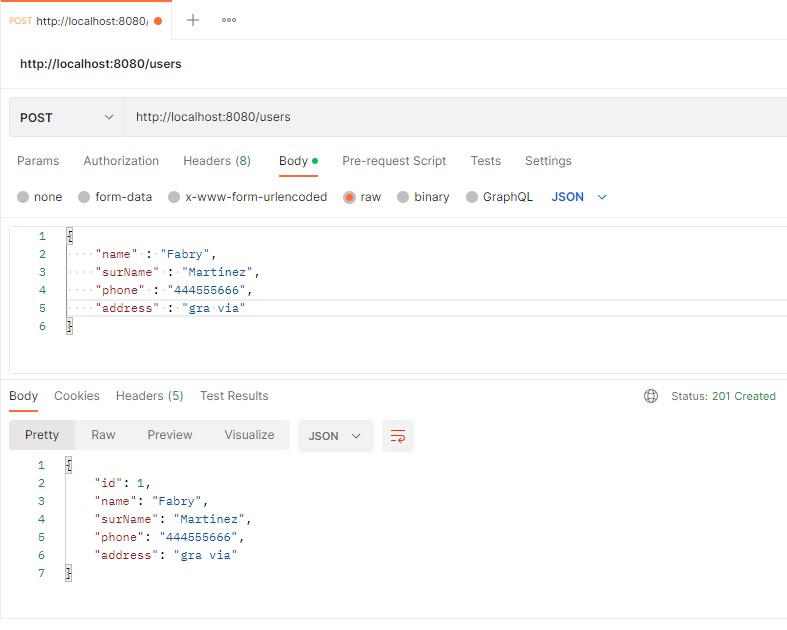 POST http://localhost:8080/
http://localhost:8080/users
POST http://localhost:8080/users
Params Authorization Headers (8) Body Pre-request Script Tests Settings
none form-data x-www-form-urlencoded raw binary GraphQL JSON
1 {
2 "name" : "Fabry",
3 "surName" : "Martinez",
4 "phone" : "444555666",
5 "address" : "gra via"
6 }
Body Cookies Headers (5) Test Results Status: 201 Created
Pretty Raw Preview Visualize JSON
1 {
2 "id": 1,
3 "name": "Fabry",
4 "surName": "Martinez",
5 "phone": "444555666",
6 "address": "gra via"
7 }